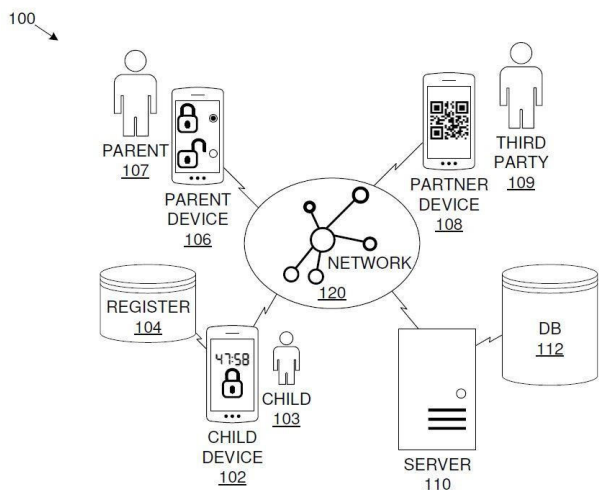 100
PARENT
107
PARENT
DEVICE
106
PARTNER
DEVICE
108
THIRD
PARTY
109
NETWORK
120
REGISTER
104
47:58
CHILD
103
CHILD
DEVICE
102
SERVER
110
DB
112